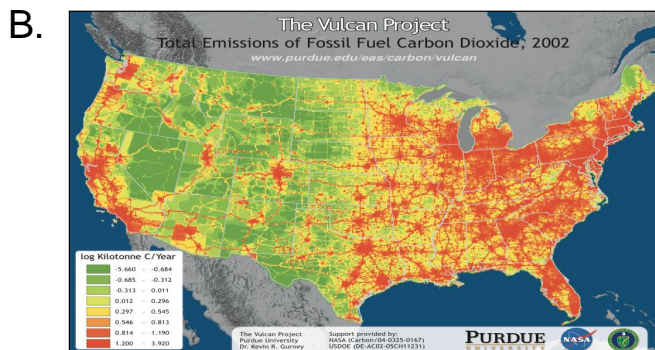 B.
The Vulcan Project
Total Emissions of Fossil Fuel Carbon Dioxide, 2002
www.purdue.edu/eas/carbon/vulcan
log Kilotonne C/Year
-5.660 - -0.684
-0.685 - -0.312
-0.313 - 0.011
0.012 - 0.296
0.297 - 0.545
0.546 - 0.813
0.814 - 1.190
1.200 - 3.920
The Vulcan Project
Purdue University
Dr. Kevin R. Gurney
Support provided by:
NASA (Carbon/04-0325-0167)
USDOE (DE-AC02-05CH11231)
PURDUE
UNIVERSITY
NASA